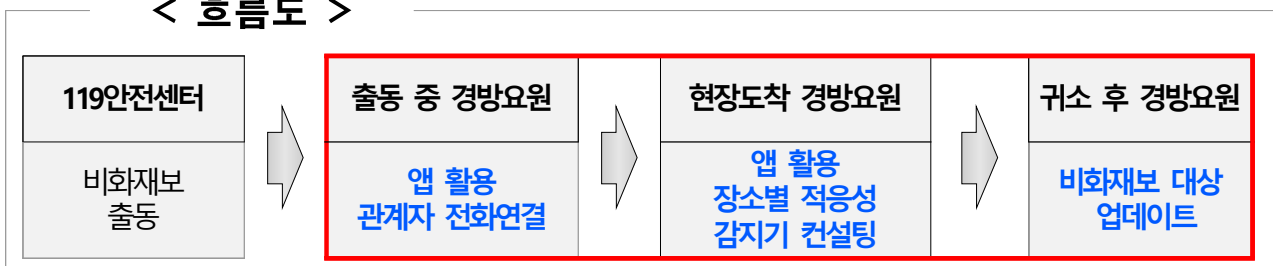 < 흐름도 >
119안전센터
비화재보
출동
출동 중 경방요원
앱 활용
관계자 전화연결
현장도착 경방요원
앱 활용
장소별 적응성
감지기 컨설팅
귀소 후 경방요원
비화재보 대상
업데이트